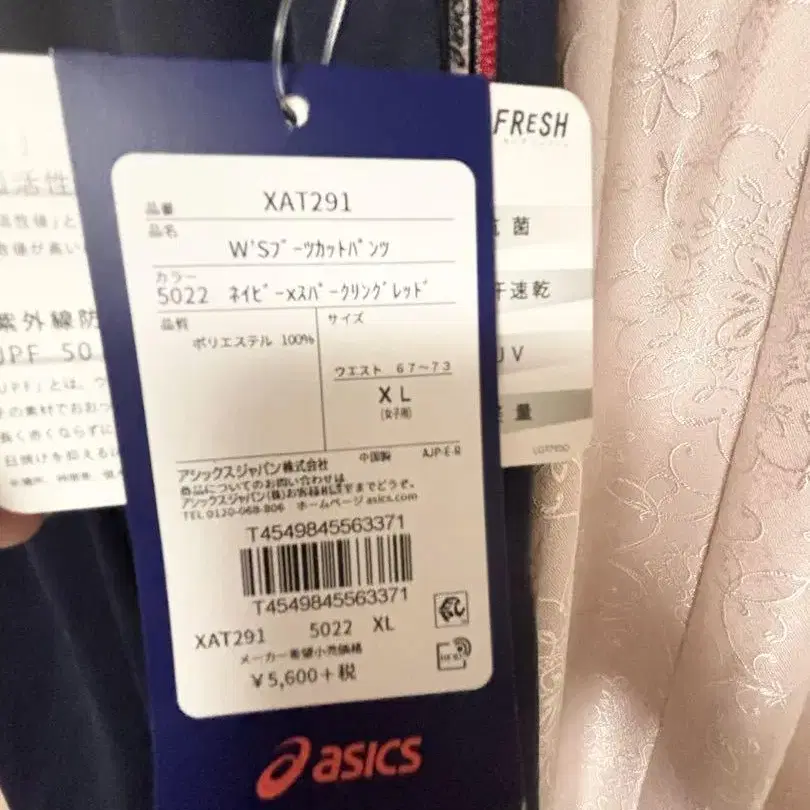 asics
FRESH
活性
紫外線防
UPF 50
菌
汗速乾
UV
軽量
品番 XAT291
品名
W'Sブーツカットパンツ
カラー
5022 ネイビー×スパークリングレッド
品質
ポリエステル 100%
サイズ
ウエスト 67~73
XL
(女子用)
アシックスジャパン株式会社 中国製 AJP-E-R
商品についてのお問い合わせは
アシックスジャパン(株)お客様相談室までどうぞ。
TEL 0120-068-806 ホームページ asics.com
T4549845563371
T4549845563371
XAT291 5022 XL
メーカー希望小売価格
¥5,600+税
asics